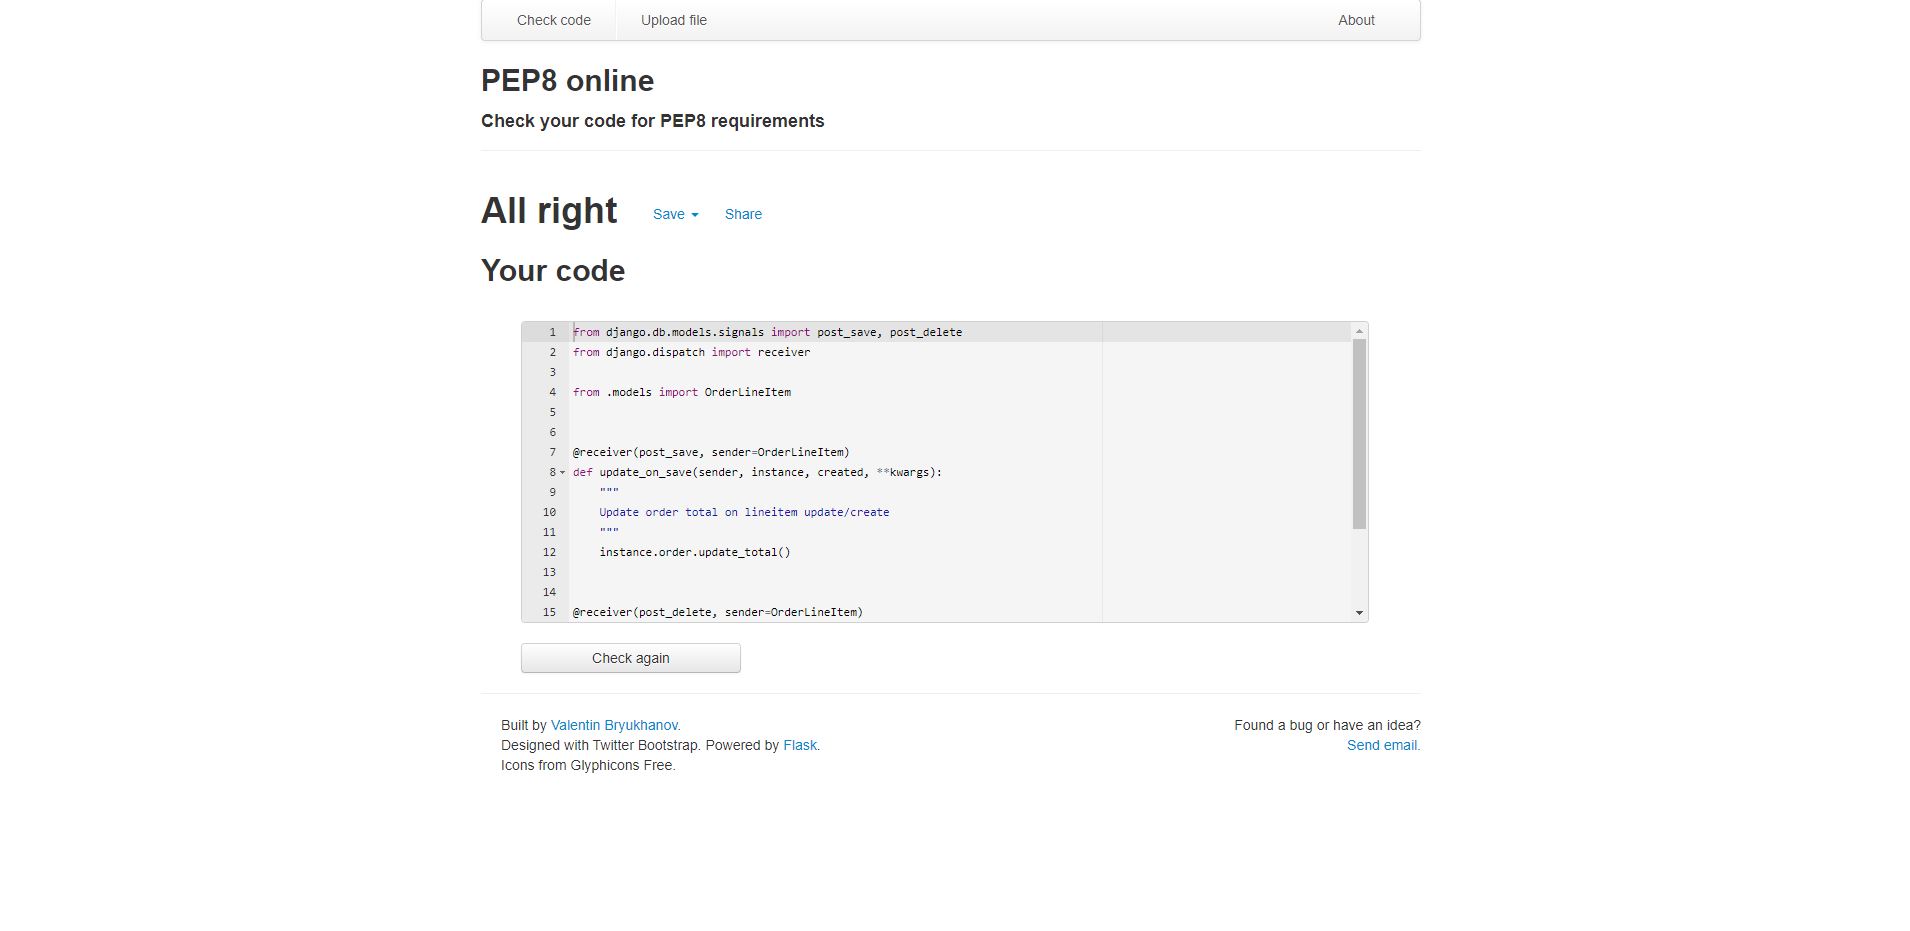 Check code Upload file About
PEP8 online
Check your code for PEP8 requirements
All right Save Share
Your code
1 from django.db.models.signals import post_save, post_delete
2 from django.dispatch import receiver
3
4 from .models import OrderLineItem
5
6
7 @receiver(post_save, sender=OrderLineItem)
8 def update_on_save(sender, instance, created, **kwargs):
9     """
10     Update order total on lineitem update/create
11     """
12     instance.order.update_total()
13
14
15 @receiver(post_delete, sender=OrderLineItem)
Check again
Built by Valentin Bryukhanov.
Designed with Twitter Bootstrap. Powered by Flask.
Icons from Glyphicons Free.
Found a bug or have an idea?
Send email.